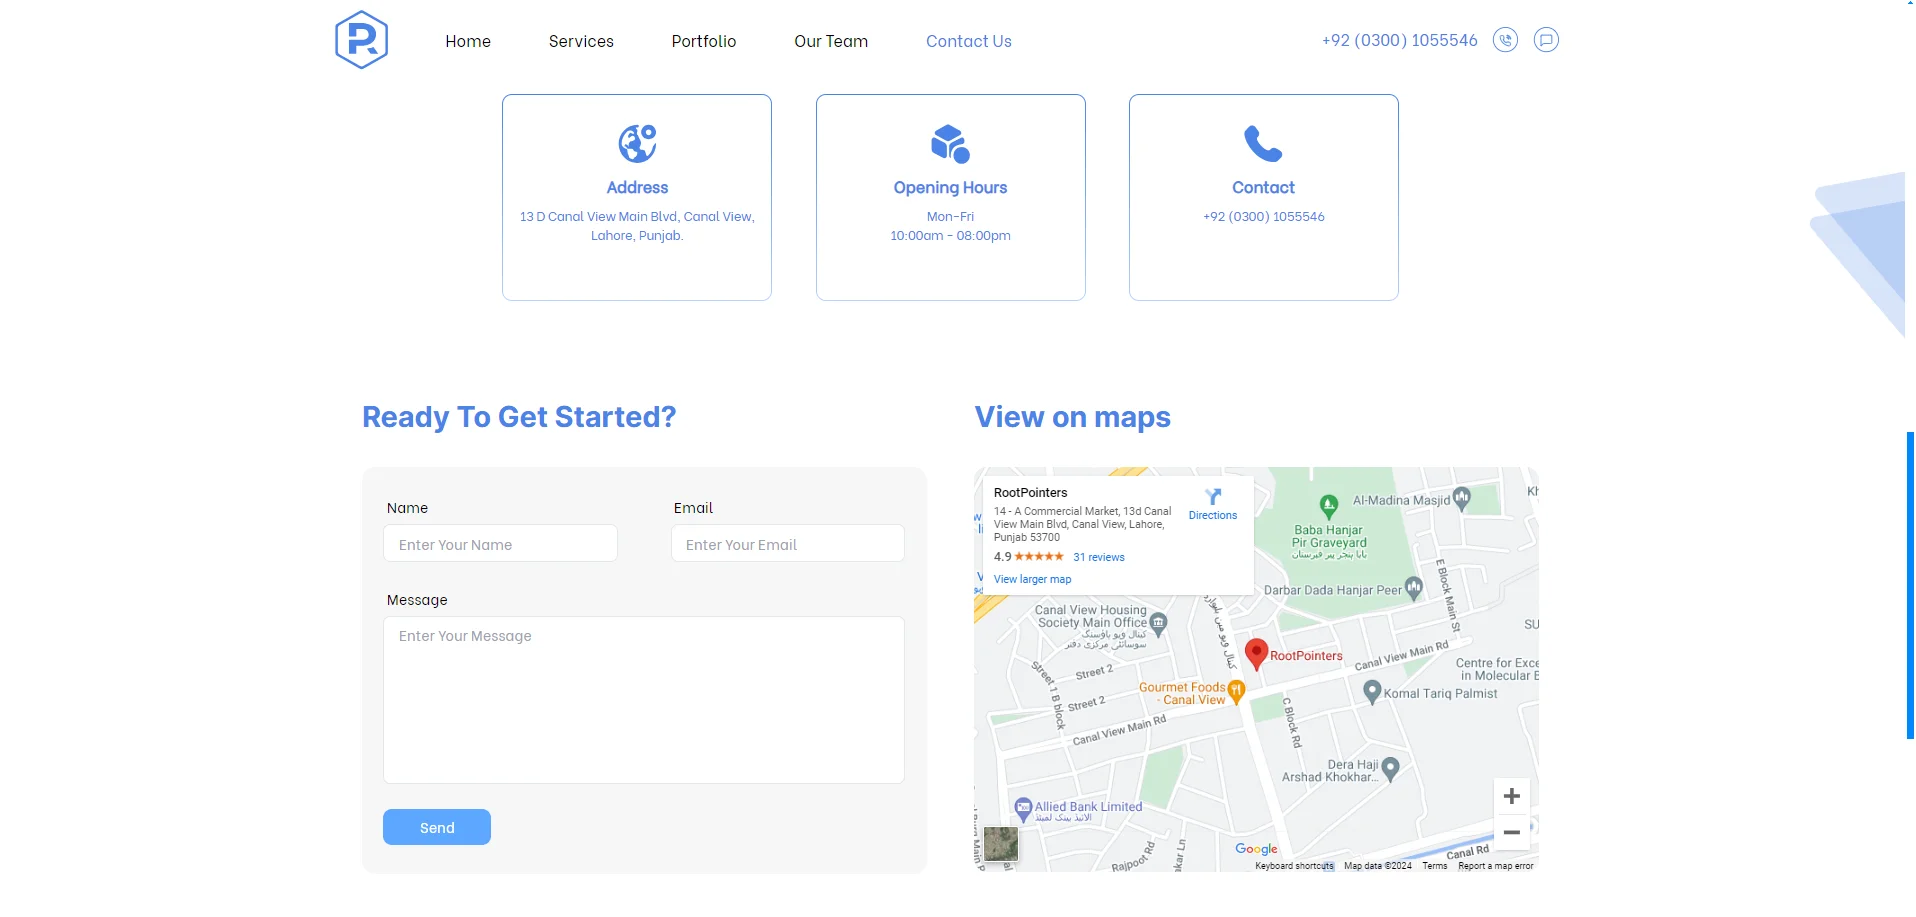 Home
Services
Portfolio
Our Team
Contact Us
+92 (0300) 1055546
Address
13 D Canal View Main Blvd, Canal View,
Lahore, Punjab.
Opening Hours
Mon-Fri
10:00am - 08:00pm
Contact
+92 (0300) 1055546
Ready To Get Started?
Name
Email
Enter Your Name
Enter Your Email
Message
Enter Your Message
Send
View on maps
RootPointers
14 - A Commercial Market, 13d Canal
View Main Blvd, Canal View, Lahore,
Punjab 53700
4.9
31 reviews
View larger map
Directions
Al-Madina Masjid
Baba Hanjar
Pir Graveyard
بابا ہنجر پیر قبرستان
Darbar Dada Hanjar Peer
E Block Main St
Canal View Housing
Society Main Office
کینال ویو ہاؤسنگ
سوسائٹی مرکزی دفتر
RootPointers
Canal View Main Rd
Centre for Exce
in Molecular B
Street 1 B block
Street 2
Street 2
Gourmet Foods
- Canal View
Komal Tariq Palmist
C Block Rd
Canal View Main Rd
Dera Haji
Arshad Khokhar...
Allied Bank Limited
الائیڈ بینک لمیٹڈ
Rajpoot Rd
Canal Rd
Google
Keyboard shortcuts
Map data ©2024
Terms
Report a map error